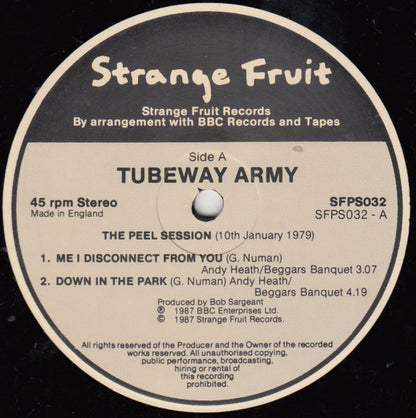 Strange Fruit
Strange Fruit Records
By arrangement with BBC Records and Tapes
Side A
TUBEWAY ARMY
45 rpm Stereo SFPS032
Made in England SFPS032 - A
THE PEEL SESSION (10th January 1979)
1. ME I DISCONNECT FROM YOU (G. Numan)
Andy Heath/Beggars Banquet 3.07
2. DOWN IN THE PARK (G. Numan) Andy Heath/
Beggars Banquet 4.19
Produced by Bob Sargeant
℗ 1987 BBC Enterprises Ltd.
© 1987 Strange Fruit Records.
All rights reserved of the Producer and the Owner of the recorded
works reserved. All unauthorised copying,
public performance, broadcasting,
hiring or rental of
this recording
prohibited.